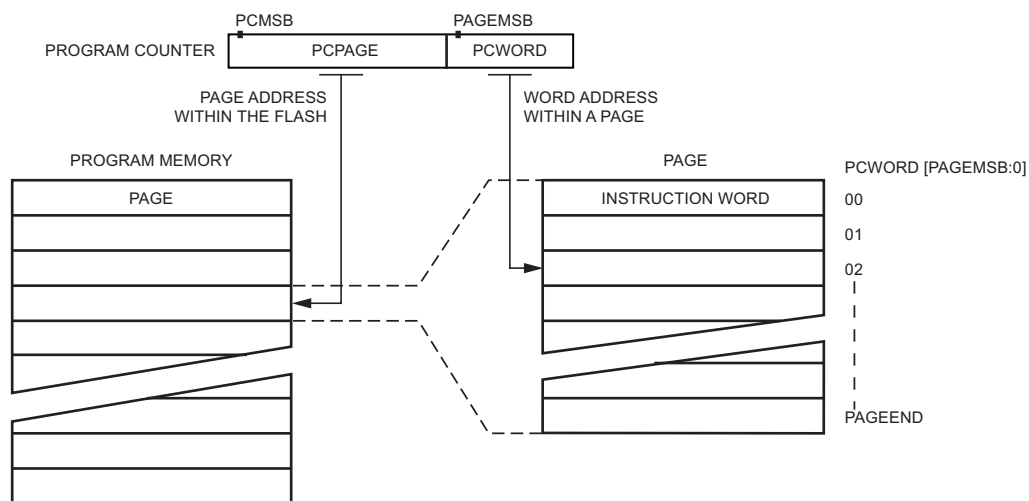 PCMSB
PAGEMSB
PROGRAM COUNTER
PCPAGE
PCWORD
PAGE ADDRESS
WITHIN THE FLASH
WORD ADDRESS
WITHIN A PAGE
PROGRAM MEMORY
PAGE
PCWORD [PAGEMSB:0]
PAGE
INSTRUCTION WORD
00
01
02
PAGEEND